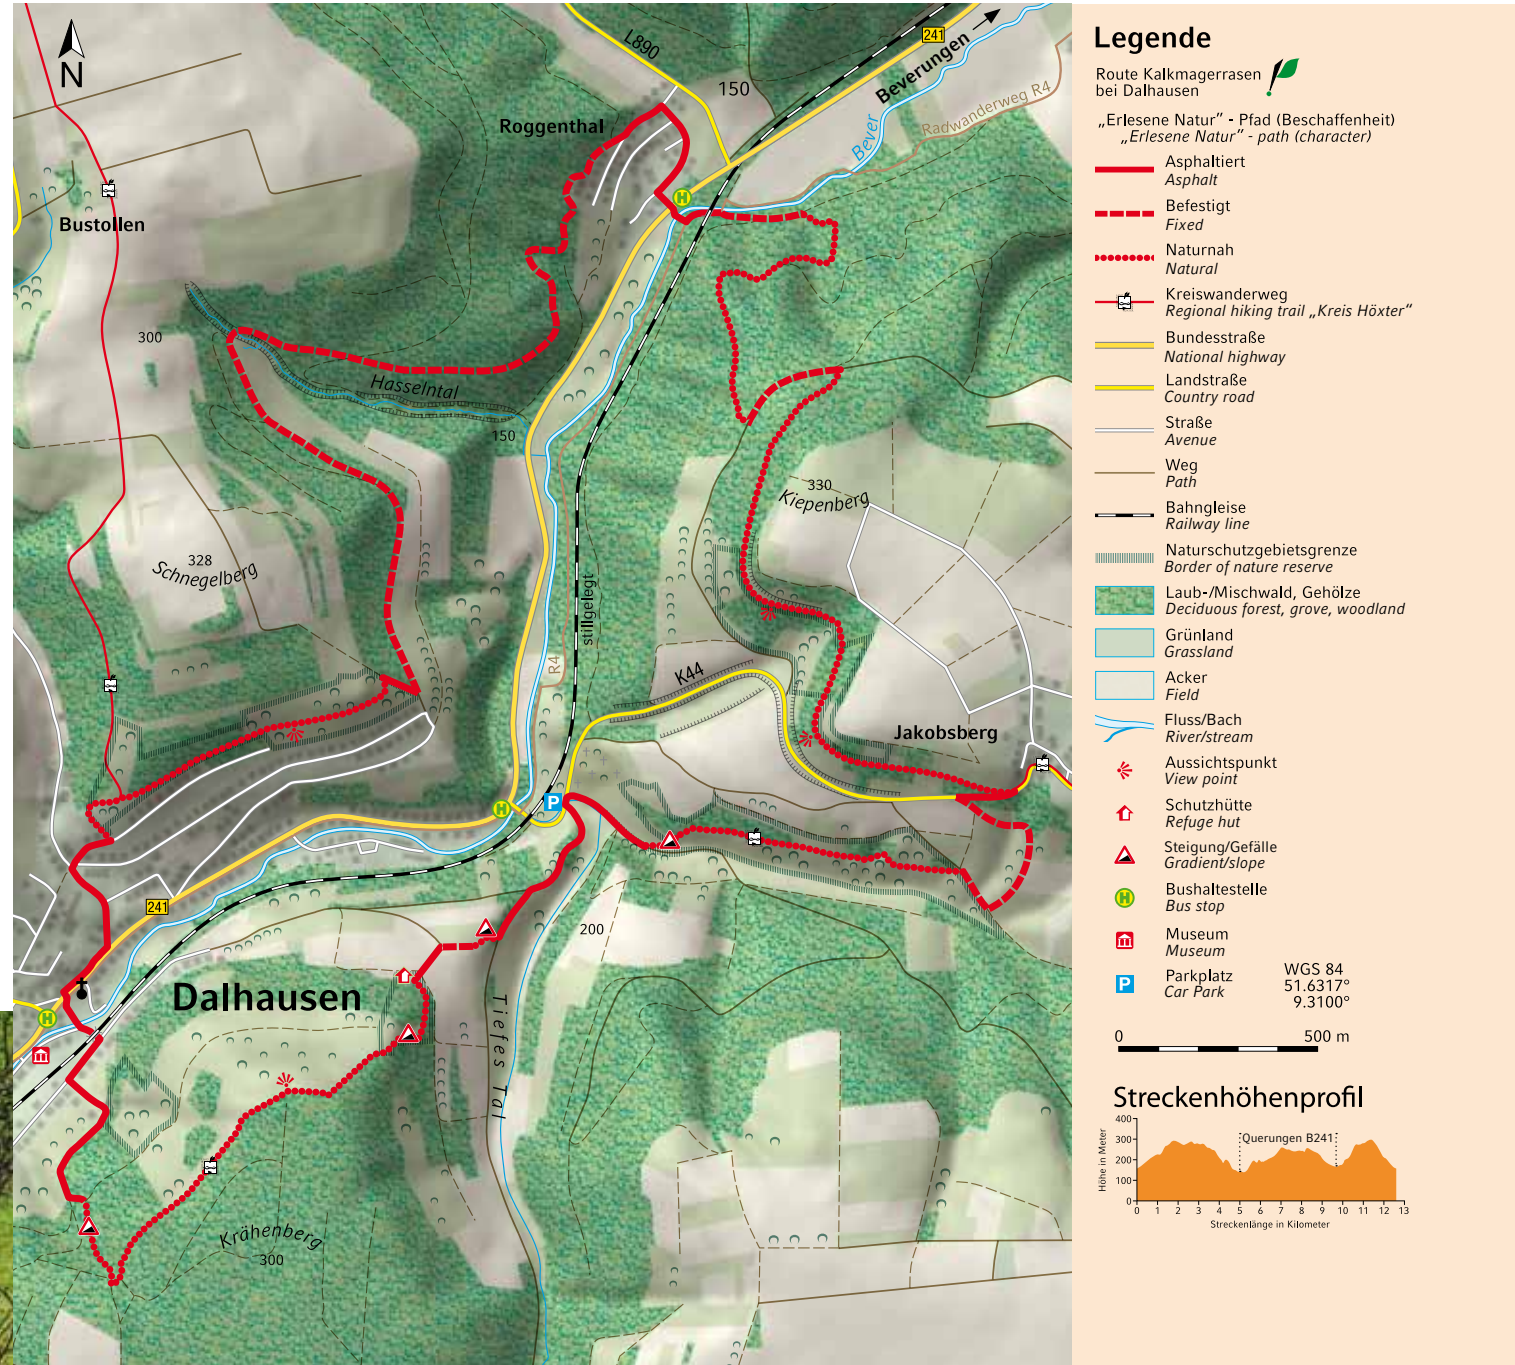 N
L890
150
241
Beverungen
Radwanderweg R4
Bever
Roggenthal
H
Bustollen
300
Hasselntal
150
330
Kiepenberg
328
Schnegelberg
stillgelegt
R4
K44
Jakobsberg
H
P
241
200
Dalhausen
H
Tiefes Tal
Krähenberg
300
Legende
Route Kalkmagerrasen
bei Dalhausen
„Erlesene Natur” - Pfad (Beschaffenheit)
„Erlesene Natur” - path (character)
Asphaltiert
Asphalt
Befestigt
Fixed
Naturnah
Natural
Kreiswanderweg
Regional hiking trail „Kreis Höxter”
Bundesstraße
National highway
Landstraße
Country road
Straße
Avenue
Weg
Path
Bahngleise
Railway line
Naturschutzgebietsgrenze
Border of nature reserve
Laub-/Mischwald, Gehölze
Deciduous forest, grove, woodland
Grünland
Grassland
Acker
Field
Fluss/Bach
River/stream
Aussichtspunkt
View point
Schutzhütte
Refuge hut
Steigung/Gefälle
Gradient/slope
H
Bushaltestelle
Bus stop
Museum
Museum
P
Parkplatz
Car Park
WGS 84
51.6317°
9.3100°
0 500 m
Streckenhöhenprofil
Höhe in Meter
400
300
200
100
0
Querungen B241
0 1 2 3 4 5 6 7 8 9 10 11 12 13
Streckenlänge in Kilometer